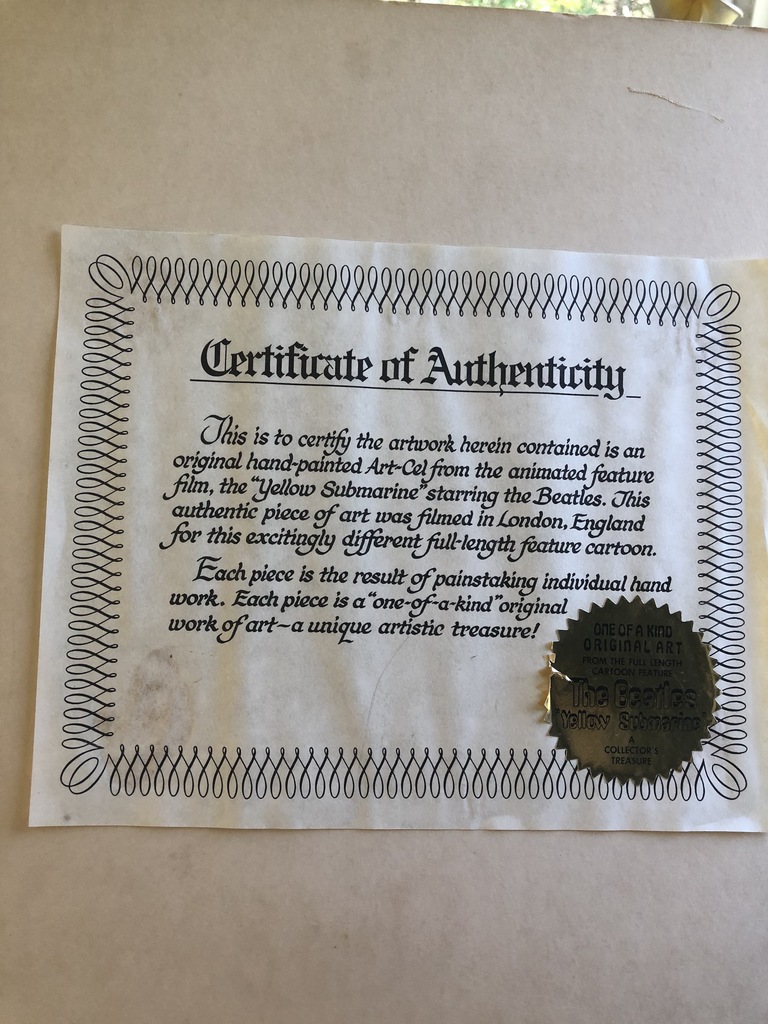 Certificate of Authenticity
This is to certify the artwork herein contained is an
original hand-painted Art-Cel from the animated feature
film, the "Yellow Submarine" starring the Beatles. This
authentic piece of art was filmed in London, England
for this excitingly different full-length feature cartoon.
Each piece is the result of painstaking individual hand
work. Each piece is a "one-of-a-kind" original
work of art—a unique artistic treasure!
ONE OF A KIND
ORIGINAL ART
FROM THE FULL LENGTH
CARTOON FEATURE
The Beatles
Yellow Submarine
A
COLLECTOR'S
TREASURE